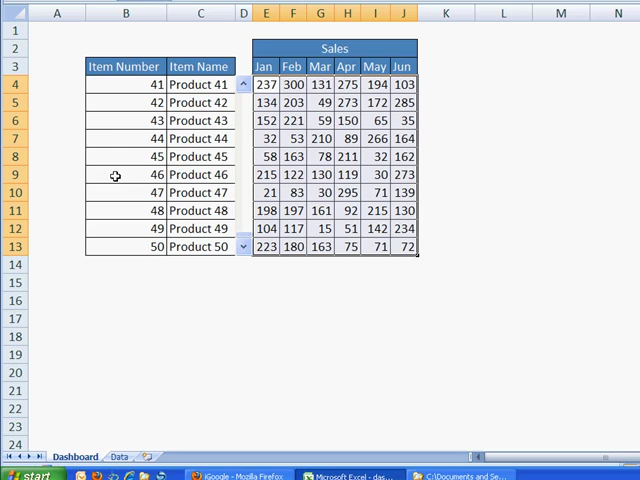 A B C D E F G H I J K L M N
1
2 Sales
3 Item Number Item Name Jan Feb Mar Apr May Jun
4 41 Product 41 237 300 131 275 194 103
5 42 Product 42 134 203 49 273 172 285
6 43 Product 43 152 221 59 150 65 35
7 44 Product 44 32 53 210 89 266 164
8 45 Product 45 58 163 78 211 32 162
9 46 Product 46 215 122 130 119 30 273
10 47 Product 47 21 83 30 295 71 139
11 48 Product 48 198 197 161 92 215 130
12 49 Product 49 104 117 15 51 142 234
13 50 Product 50 223 180 163 75 71 72
14
15
16
17
18
19
20
21
22
23
24
Dashboard Data
start iGoogle - Mozilla Firefox Microsoft Excel - das... C:\Documents and Se...